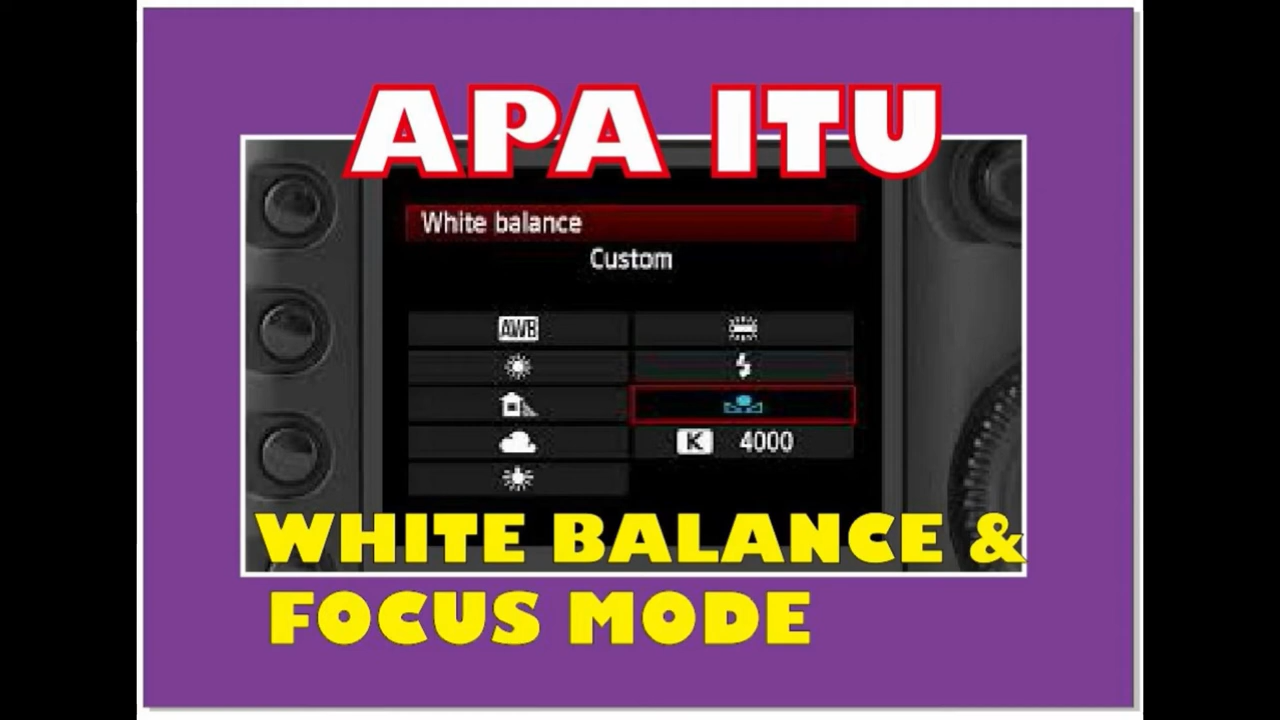 APA ITU
White balance
Custom
AWB
K 4000
WHITE BALANCE &
FOCUS MODE